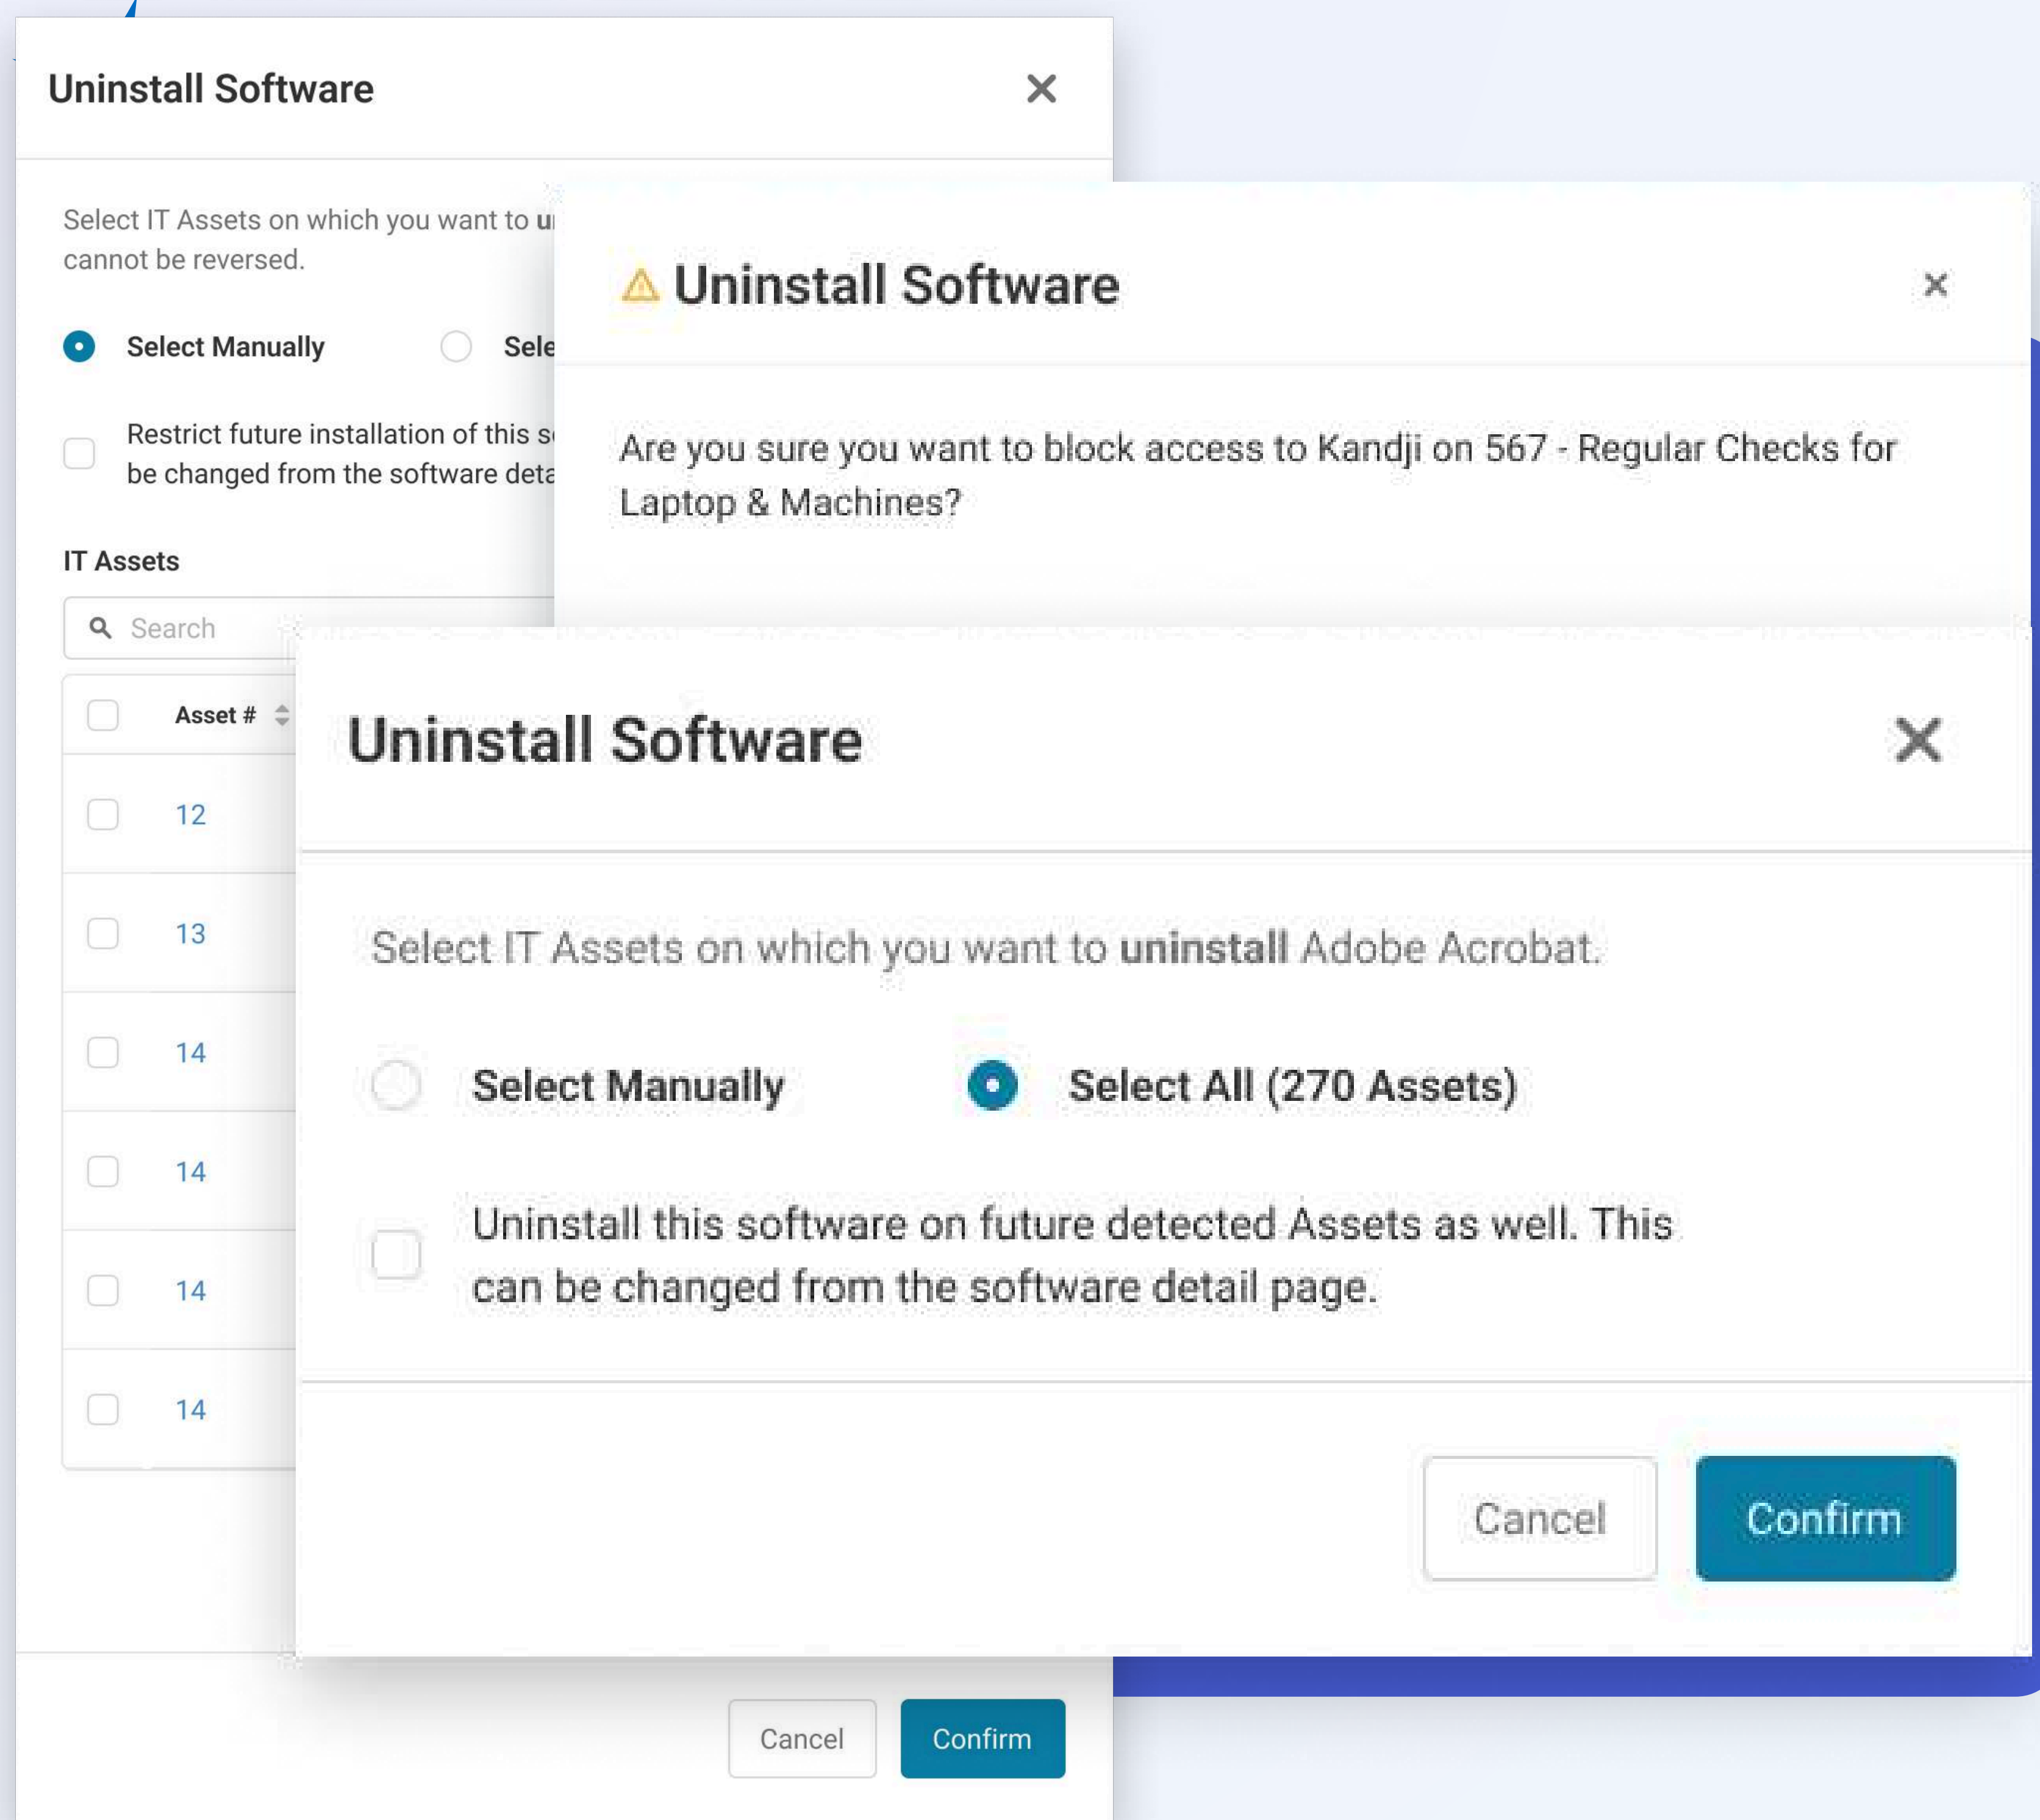 Uninstall Software
Select IT Assets on which you want to
cannot be reversed.
Select Manually
Restrict future installation of this
be changed from the software
IT Assets
Search
Asset #
12
13
14
14
14
14
Cancel
Confirm
Uninstall Software
Are you sure you want to block access to Kandji on 567 - Regular Checks for
Laptop & Machines?
Uninstall Software
Select IT Assets on which you want to uninstall Adobe Acrobat.
Select Manually
Select All (270 Assets)
Uninstall this software on future detected Assets as well. This
can be changed from the software detail page.
Cancel
Confirm